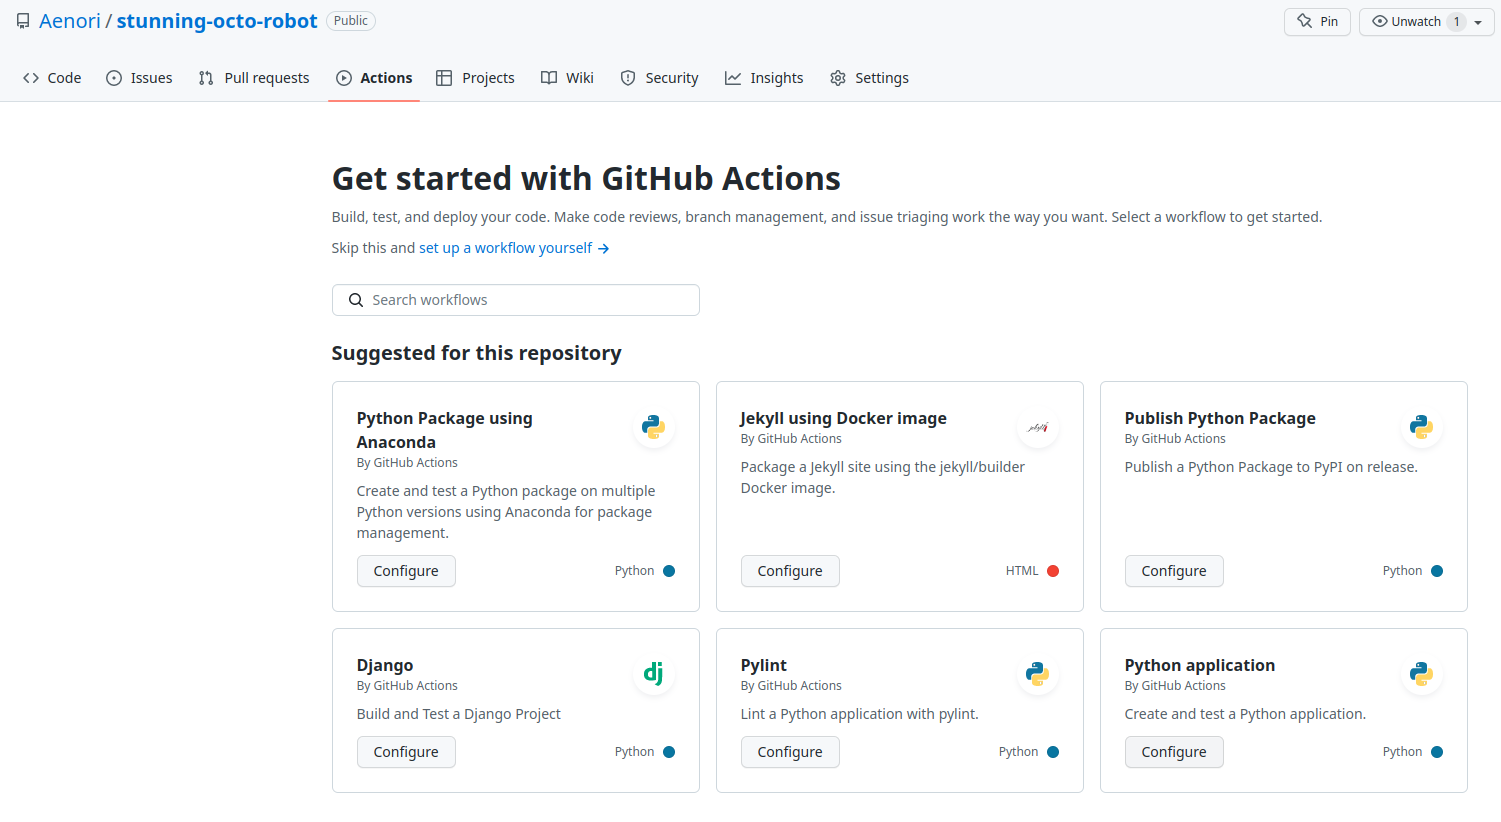 Aenori / stunning-octo-robot Public
Pin Unwatch 1
Code Issues Pull requests Actions Projects Wiki Security Insights Settings
Get started with GitHub Actions
Build, test, and deploy your code. Make code reviews, branch management, and issue triaging work the way you want. Select a workflow to get started.
Skip this and set up a workflow yourself →
Search workflows
Suggested for this repository
Python Package using
Anaconda
By GitHub Actions
Create and test a Python package on multiple
Python versions using Anaconda for package
management.
Configure Python
Jekyll using Docker image
By GitHub Actions
jekyll
Package a Jekyll site using the jekyll/builder
Docker image.
Configure HTML
Publish Python Package
By GitHub Actions
Publish a Python Package to PyPI on release.
Configure Python
Django
By GitHub Actions
dj
Build and Test a Django Project
Configure Python
Pylint
By GitHub Actions
Lint a Python application with pylint.
Configure Python
Python application
By GitHub Actions
Create and test a Python application.
Configure Python